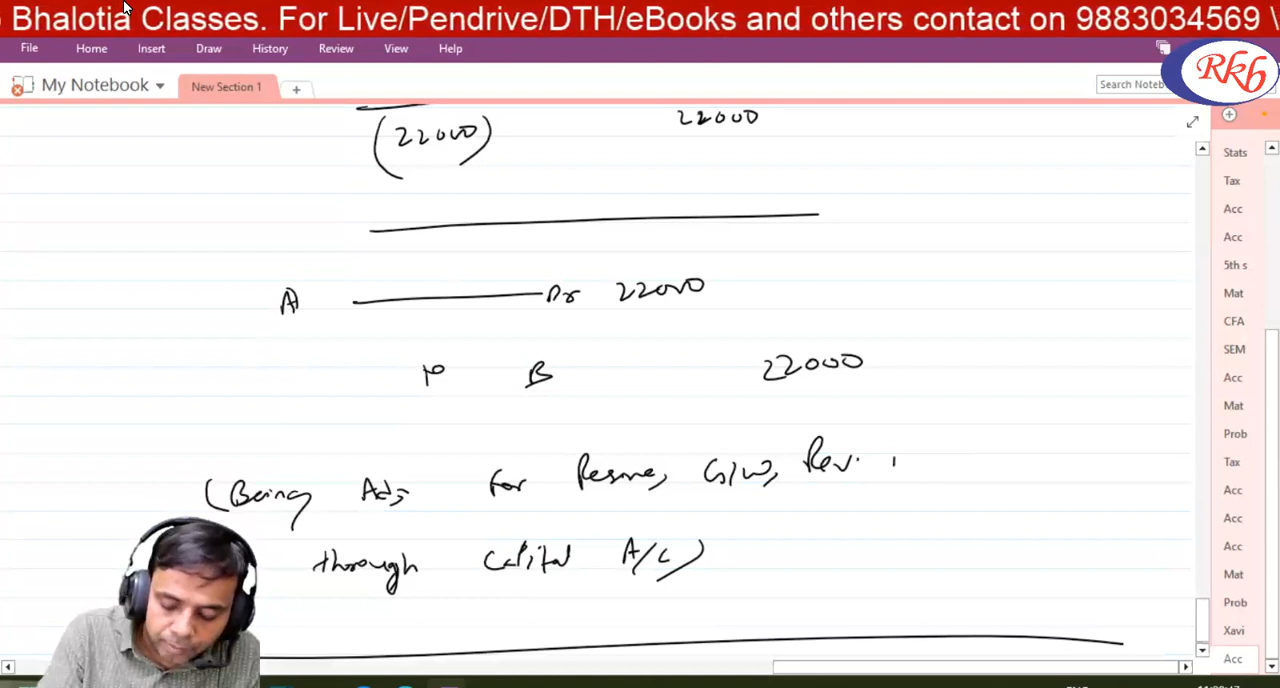 Bhalotia Classes. For Live/Pendrive/DTH/eBooks and others contact on 9883034569 \
File Home Insert Draw History Review View Help
Rkb
My Notebook New Section 1 + Search Noteb
(22000) 22000
A Dr 22000
To B 22000
(Being Adj for Reserve, G/W, Rev.
through Capital A/C)
Stats
Tax
Acc
Acc
5th s
Mat
CFA
SEM
Acc
Mat
Prob
Tax
Acc
Acc
Acc
Mat
Prob
Xavi
Acc